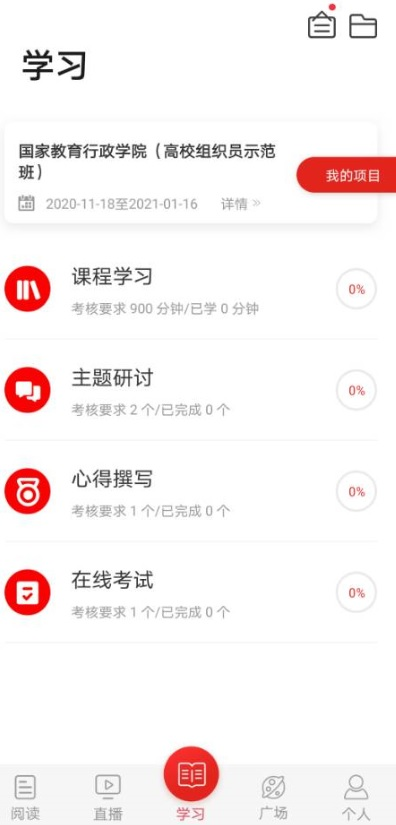 学习
国家教育行政学院（高校组织员示范
班）
我的项目
2020-11-18至2021-01-16 详情 »
课程学习
0%
考核要求 900 分钟/已学 0 分钟
主题研讨
0%
考核要求 2 个/已完成 0 个
心得撰写
0%
考核要求 1 个/已完成 0 个
在线考试
0%
考核要求 1 个/已完成 0 个
阅读 直播 学习 广场 个人